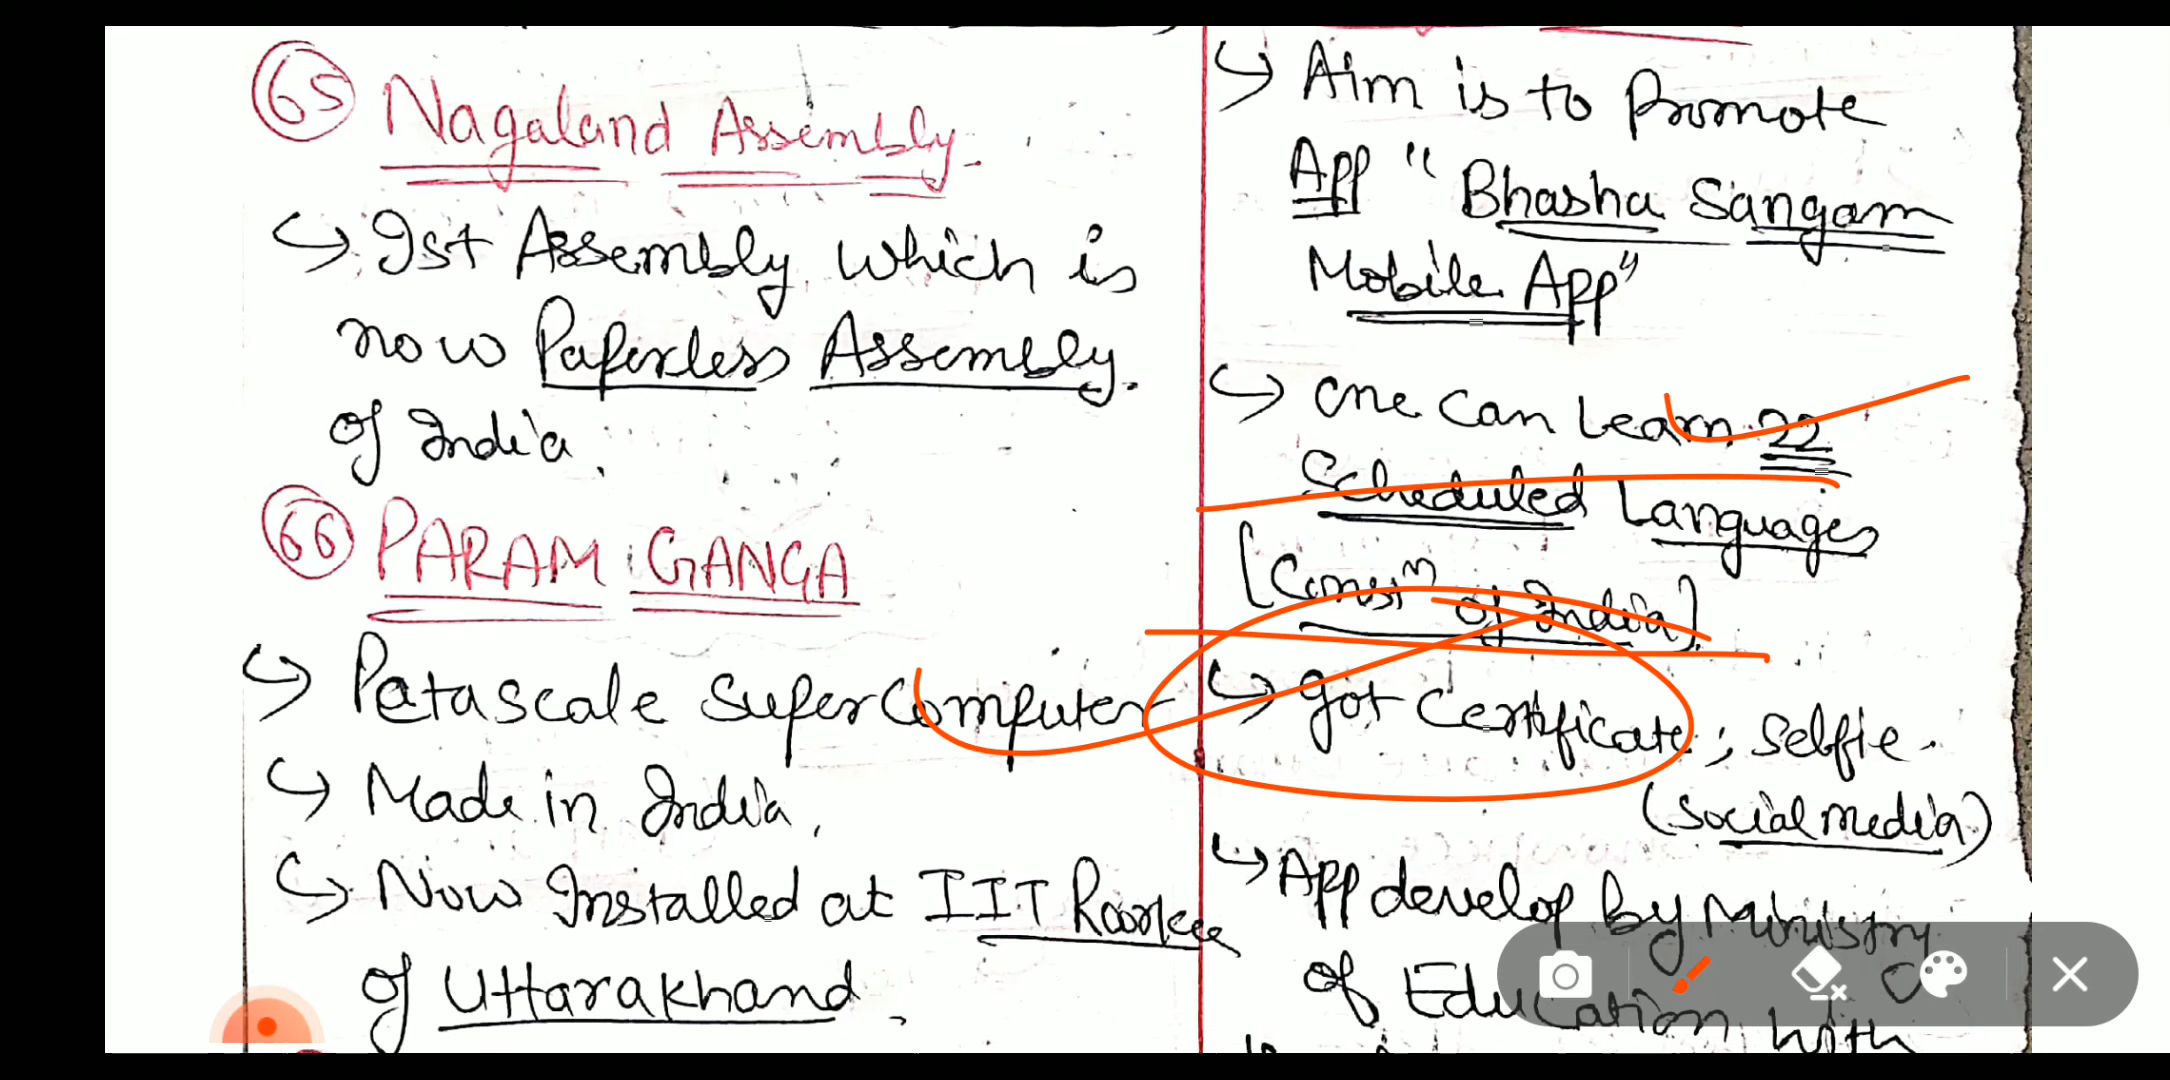 65 Nagaland Assembly.
↪ Ist Assembly which is
now Paperless Assembly.
of India.
66 PARAM GANGA
↪ Petascale Supercomputer
↪ Made in India.
↪ Now Installed at IIT Roorkee
of Uttarakhand.
↪ Aim is to Promote
App "Bhasha Sangam
Mobile App"
↪ One can Learn 22
Scheduled Languages
[Constn of India].
↪ got Certificate; Selfie.
(Social media)
↪ App develop by Ministry
of Education with